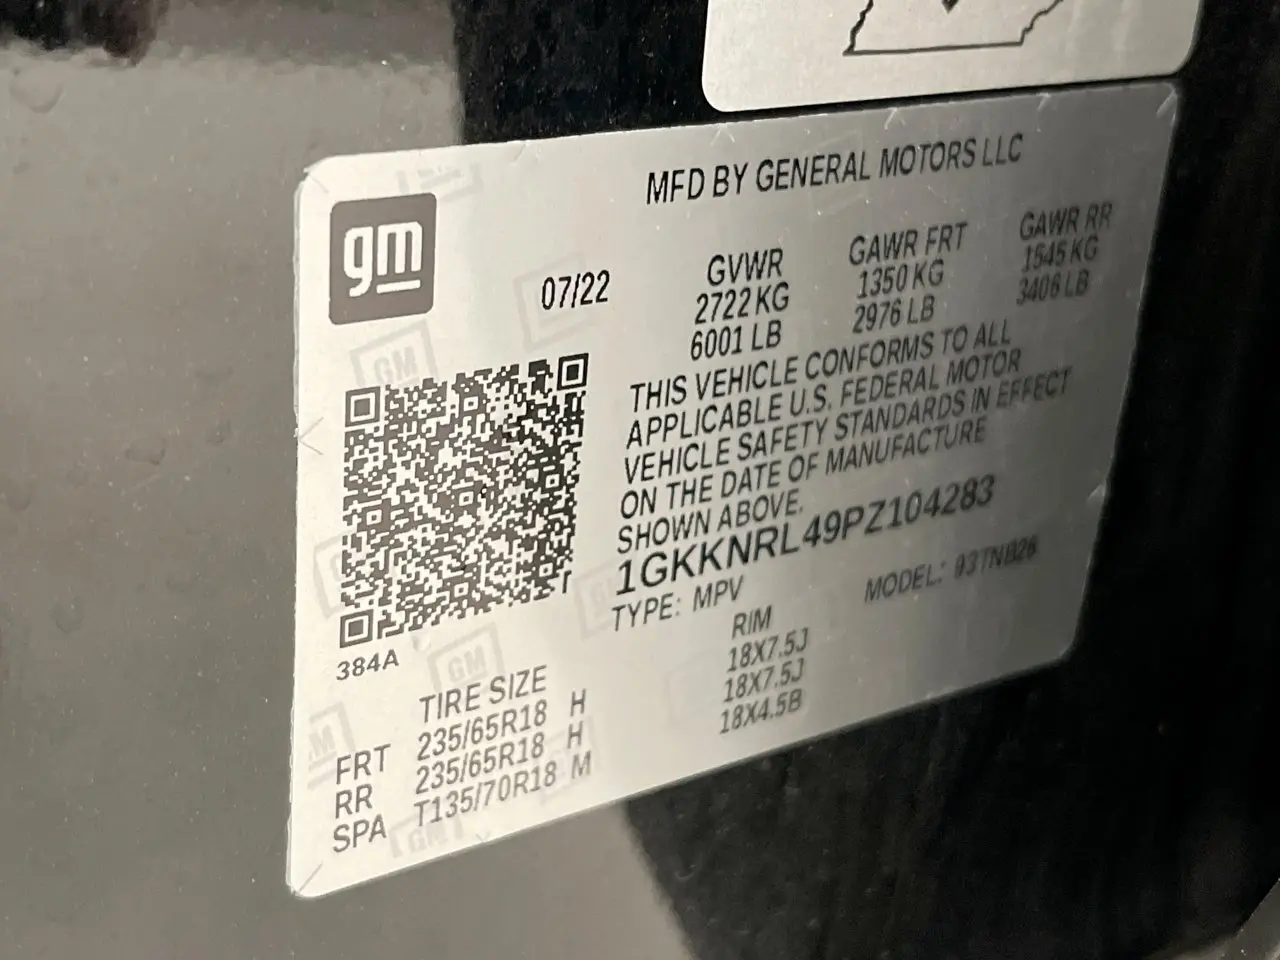 MFD BY GENERAL MOTORS LLC
gm
07/22
GVWR GAWR FRT GAWR RR
2722 KG 1350 KG 1545 KG
6001 LB 2976 LB 3406 LB
THIS VEHICLE CONFORMS TO ALL
APPLICABLE U.S. FEDERAL MOTOR
VEHICLE SAFETY STANDARDS IN EFFECT
ON THE DATE OF MANUFACTURE
SHOWN ABOVE.
1GKKNRL49PZ104283
TYPE: MPV MODEL:
384A
TIRE SIZE RIM
FRT 235/65R18 H 18X7.5J
RR 235/65R18 H 18X7.5J
SPA T135/70R18 M 18X4.5B